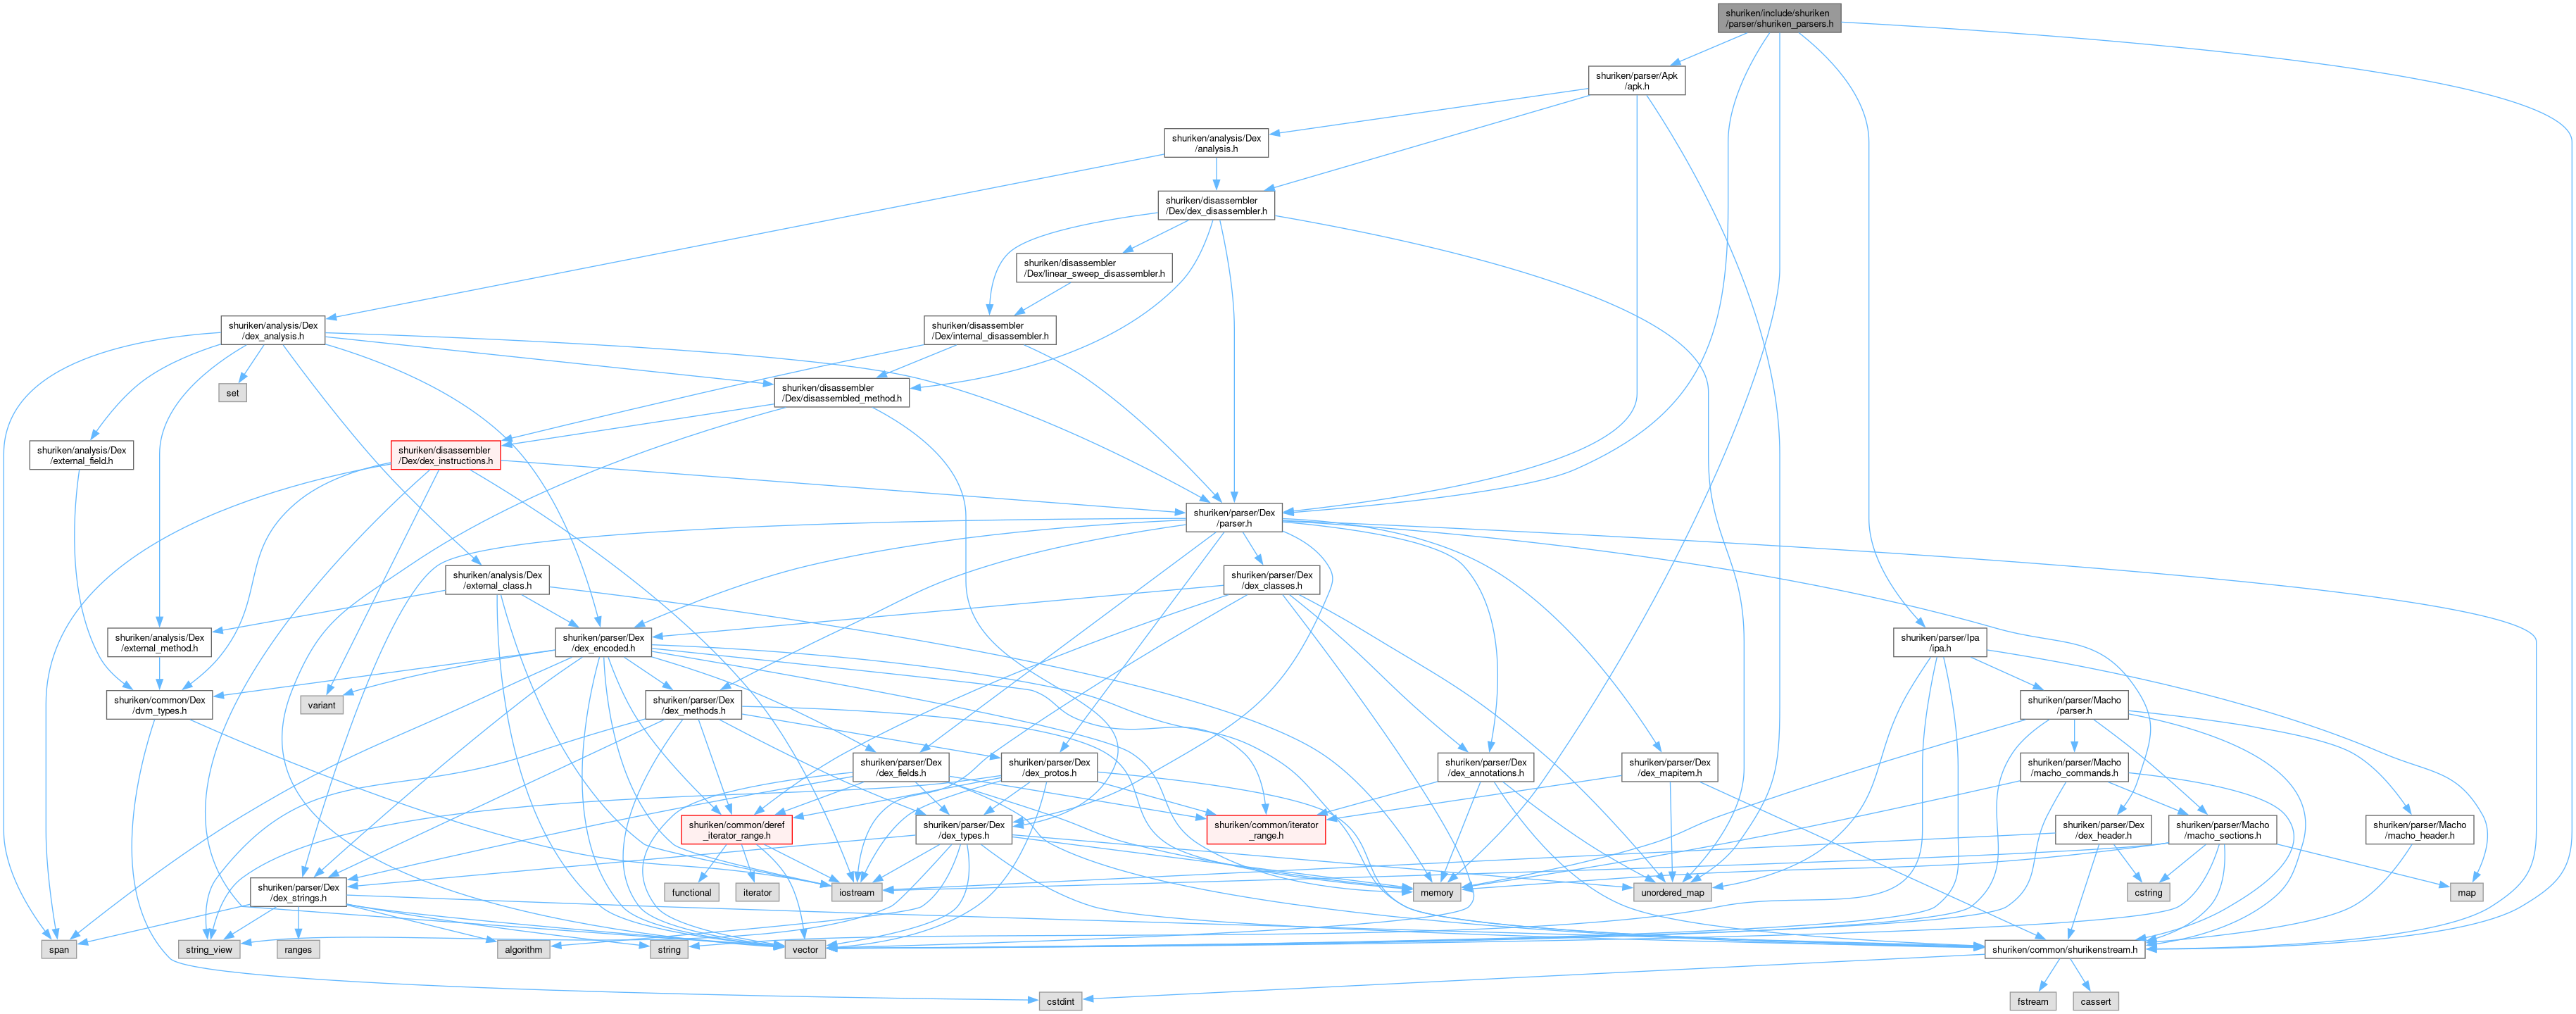 shuriken/include/shuriken
/parser/shuriken_parsers.h
shuriken/parser/Apk
/apk.h
shuriken/analysis/Dex
/analysis.h
shuriken/disassembler
/Dex/dex_disassembler.h
shuriken/disassembler
/Dex/linear_sweep_disassembler.h
shuriken/analysis/Dex
/dex_analysis.h
shuriken/disassembler
/Dex/internal_disassembler.h
set
shuriken/disassembler
/Dex/disassembled_method.h
shuriken/analysis/Dex
/external_field.h
shuriken/disassembler
/Dex/dex_instructions.h
shuriken/parser/Dex
/parser.h
shuriken/analysis/Dex
/external_class.h
shuriken/parser/Dex
/dex_classes.h
shuriken/analysis/Dex
/external_method.h
shuriken/parser/Dex
/dex_encoded.h
shuriken/parser/Ipa
/ipa.h
shuriken/common/Dex
/dvm_types.h
variant
shuriken/parser/Dex
/dex_methods.h
shuriken/parser/Macho
/parser.h
shuriken/parser/Dex
/dex_fields.h
shuriken/parser/Dex
/dex_protos.h
shuriken/parser/Dex
/dex_annotations.h
shuriken/parser/Dex
/dex_mapitem.h
shuriken/parser/Macho
/macho_commands.h
shuriken/common/deref
_iterator_range.h
shuriken/parser/Dex
/dex_types.h
shuriken/common/iterator
_range.h
shuriken/parser/Dex
/dex_header.h
shuriken/parser/Macho
/macho_sections.h
shuriken/parser/Macho
/macho_header.h
shuriken/parser/Dex
/dex_strings.h
functional
iterator
iostream
memory
unordered_map
cstring
map
span
string_view
ranges
algorithm
string
vector
shuriken/common/shurikenstream.h
cstdint
fstream
cassert